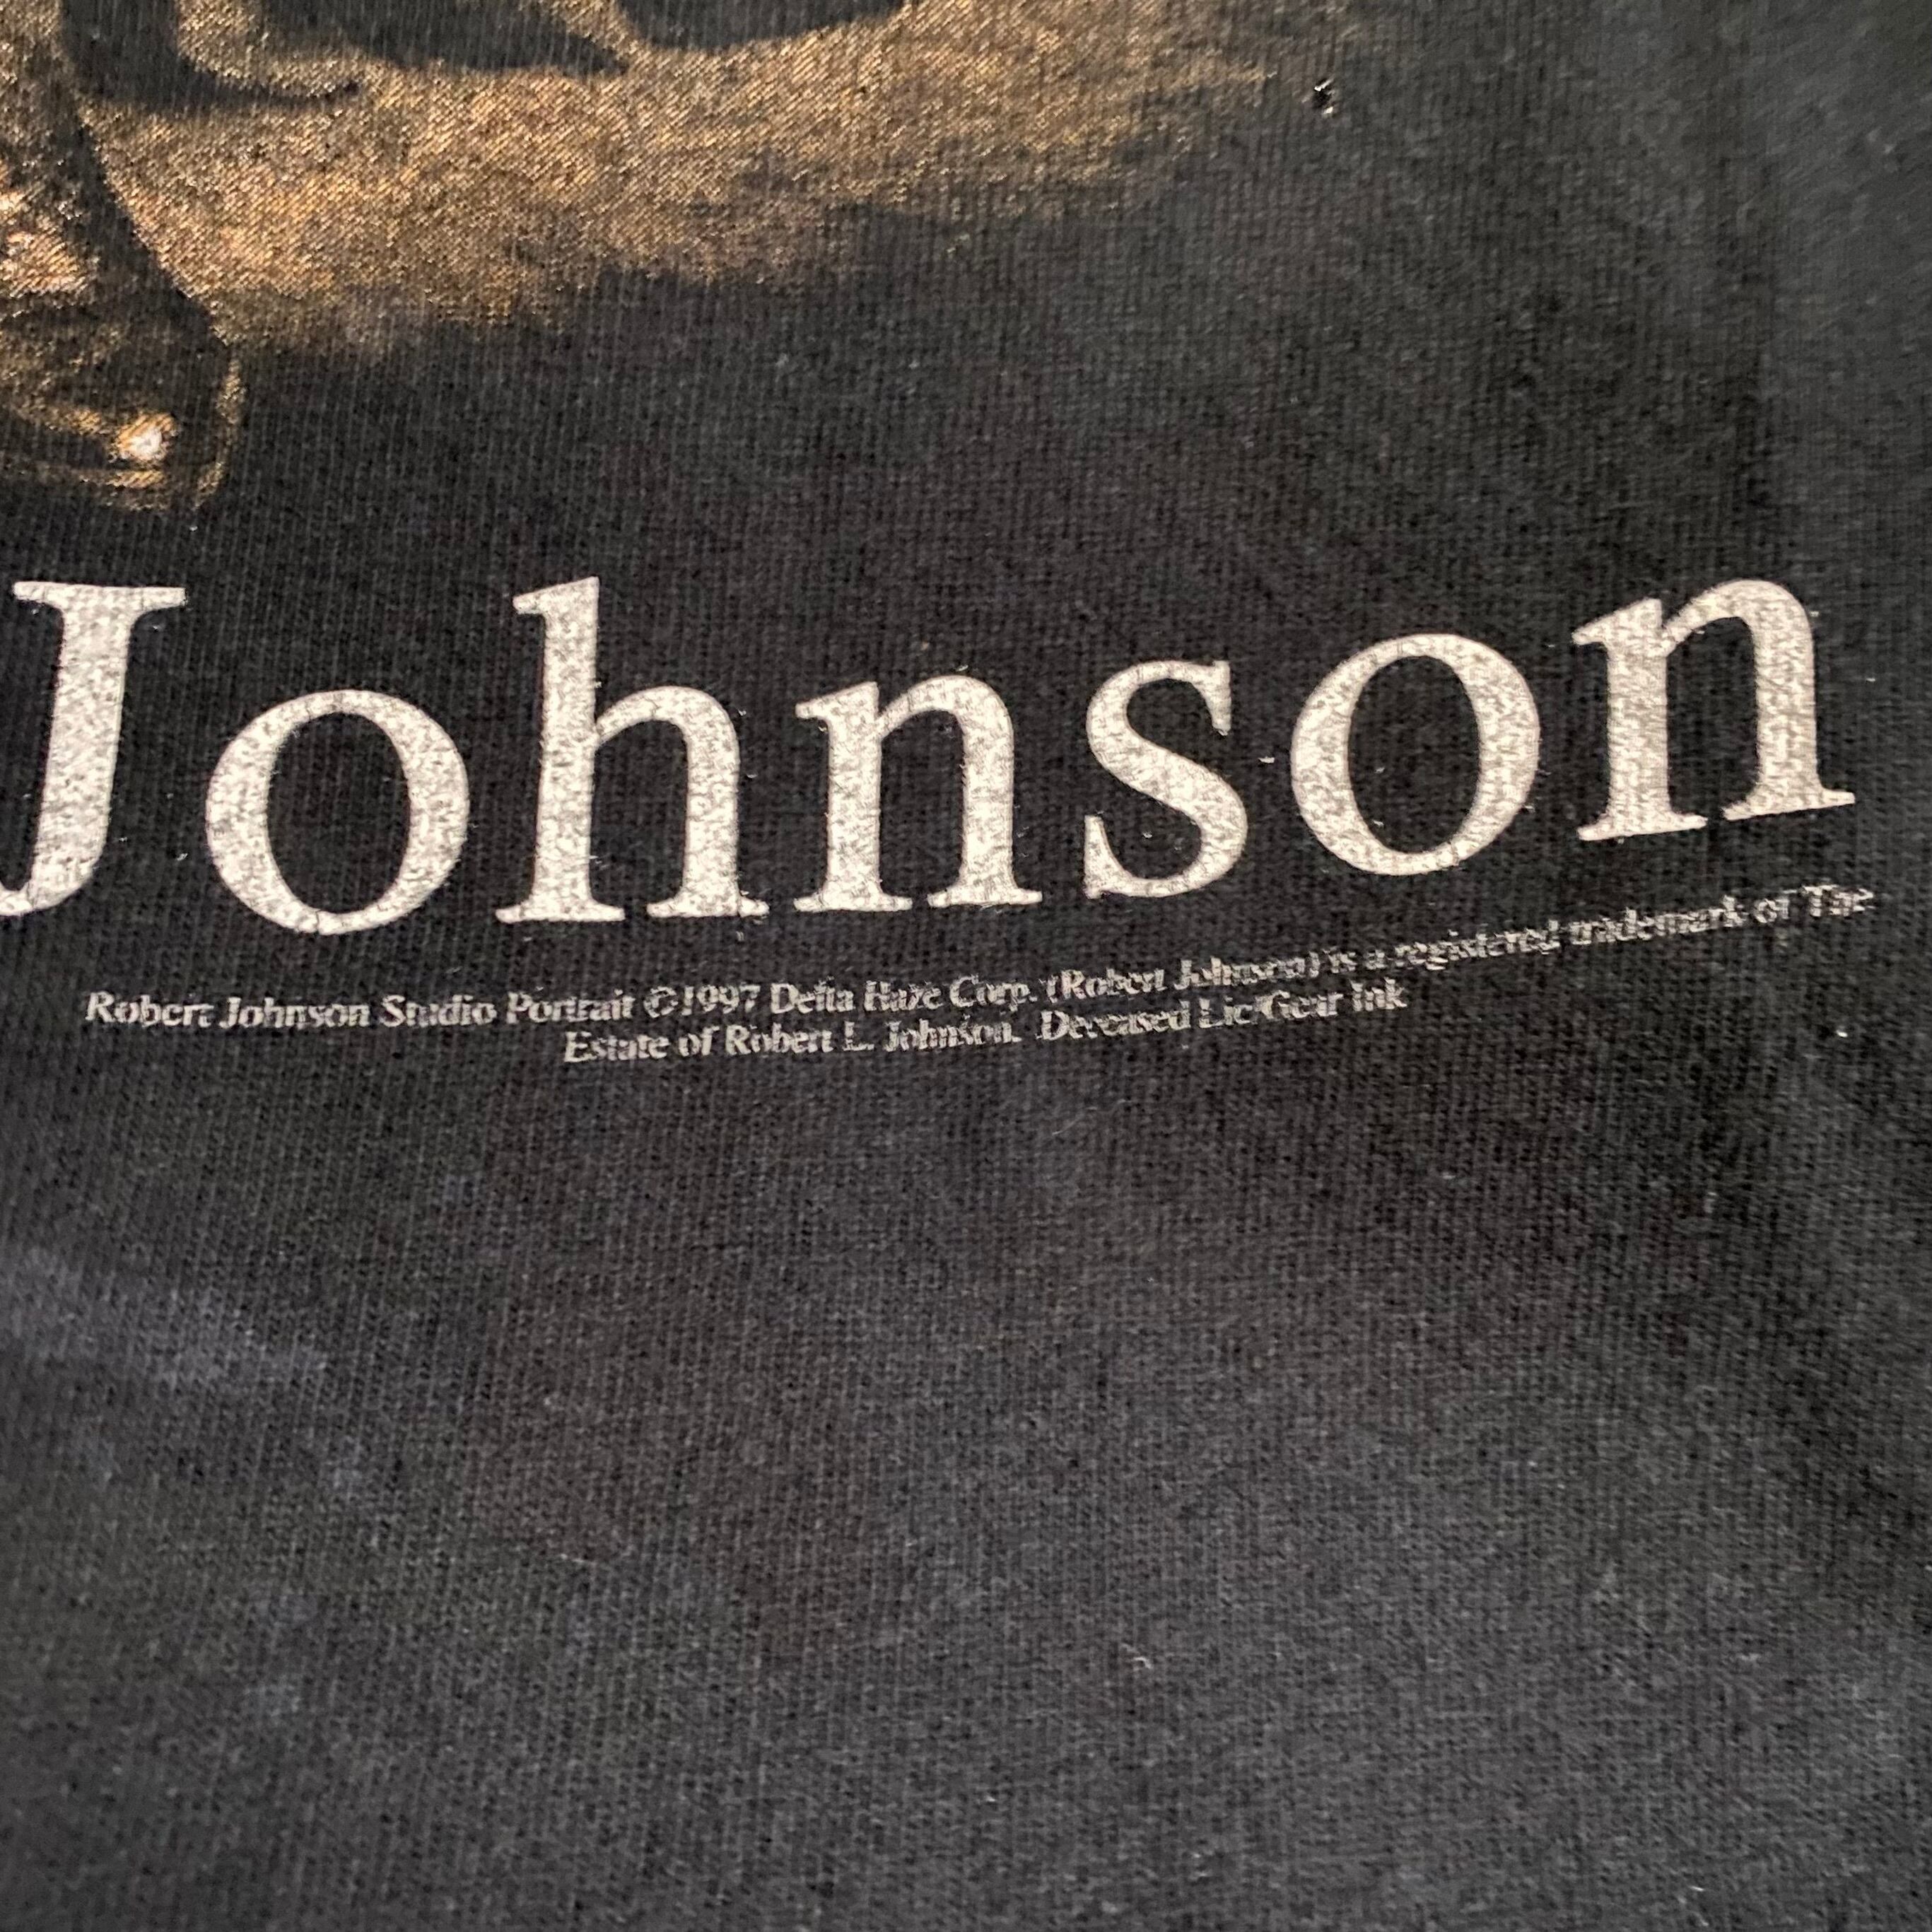 Johnson
Robert Johnson Studio Portrait ©1997 Delta Haze Corp. (Robert Johnson) is a registered trademark of The
Estate of Robert L. Johnson. Deceased Lic/Gear Ink